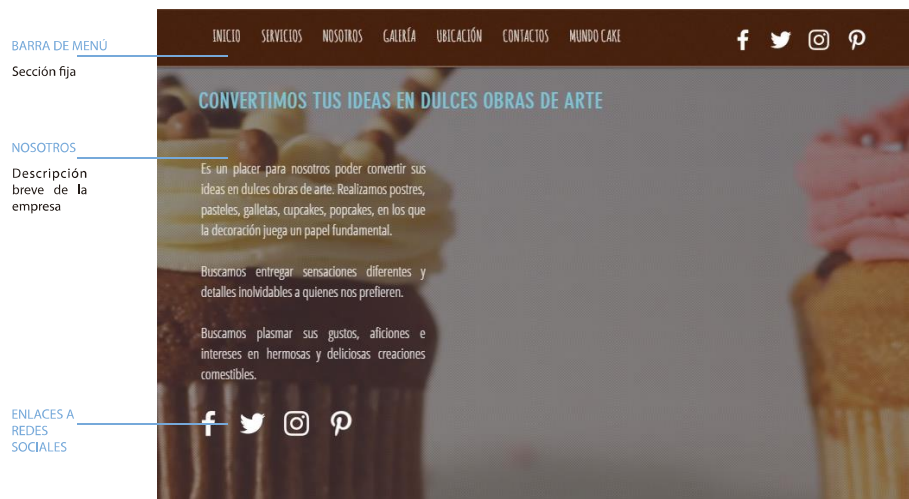 INICIO SERVICIOS NOSOTROS GALERÍA UBICACIÓN CONTACTOS MUNDO CAKE
BARRA DE MENÚ
Sección fija
CONVERTIMOS TUS IDEAS EN DULCES OBRAS DE ARTE
NOSOTROS
Descripción
breve de la
empresa
Es un placer para nosotros poder convertir sus
ideas en dulces obras de arte. Realizamos postres,
pasteles, galletas, cupcakes, popcakes, en los que
la decoración juega un papel fundamental.
Buscamos entregar sensaciones diferentes y
detalles inolvidables a quienes nos prefieren.
Buscamos plasmar sus gustos, aficiones e
intereses en hermosas y deliciosas creaciones
comestibles.
ENLACES A
REDES
SOCIALES